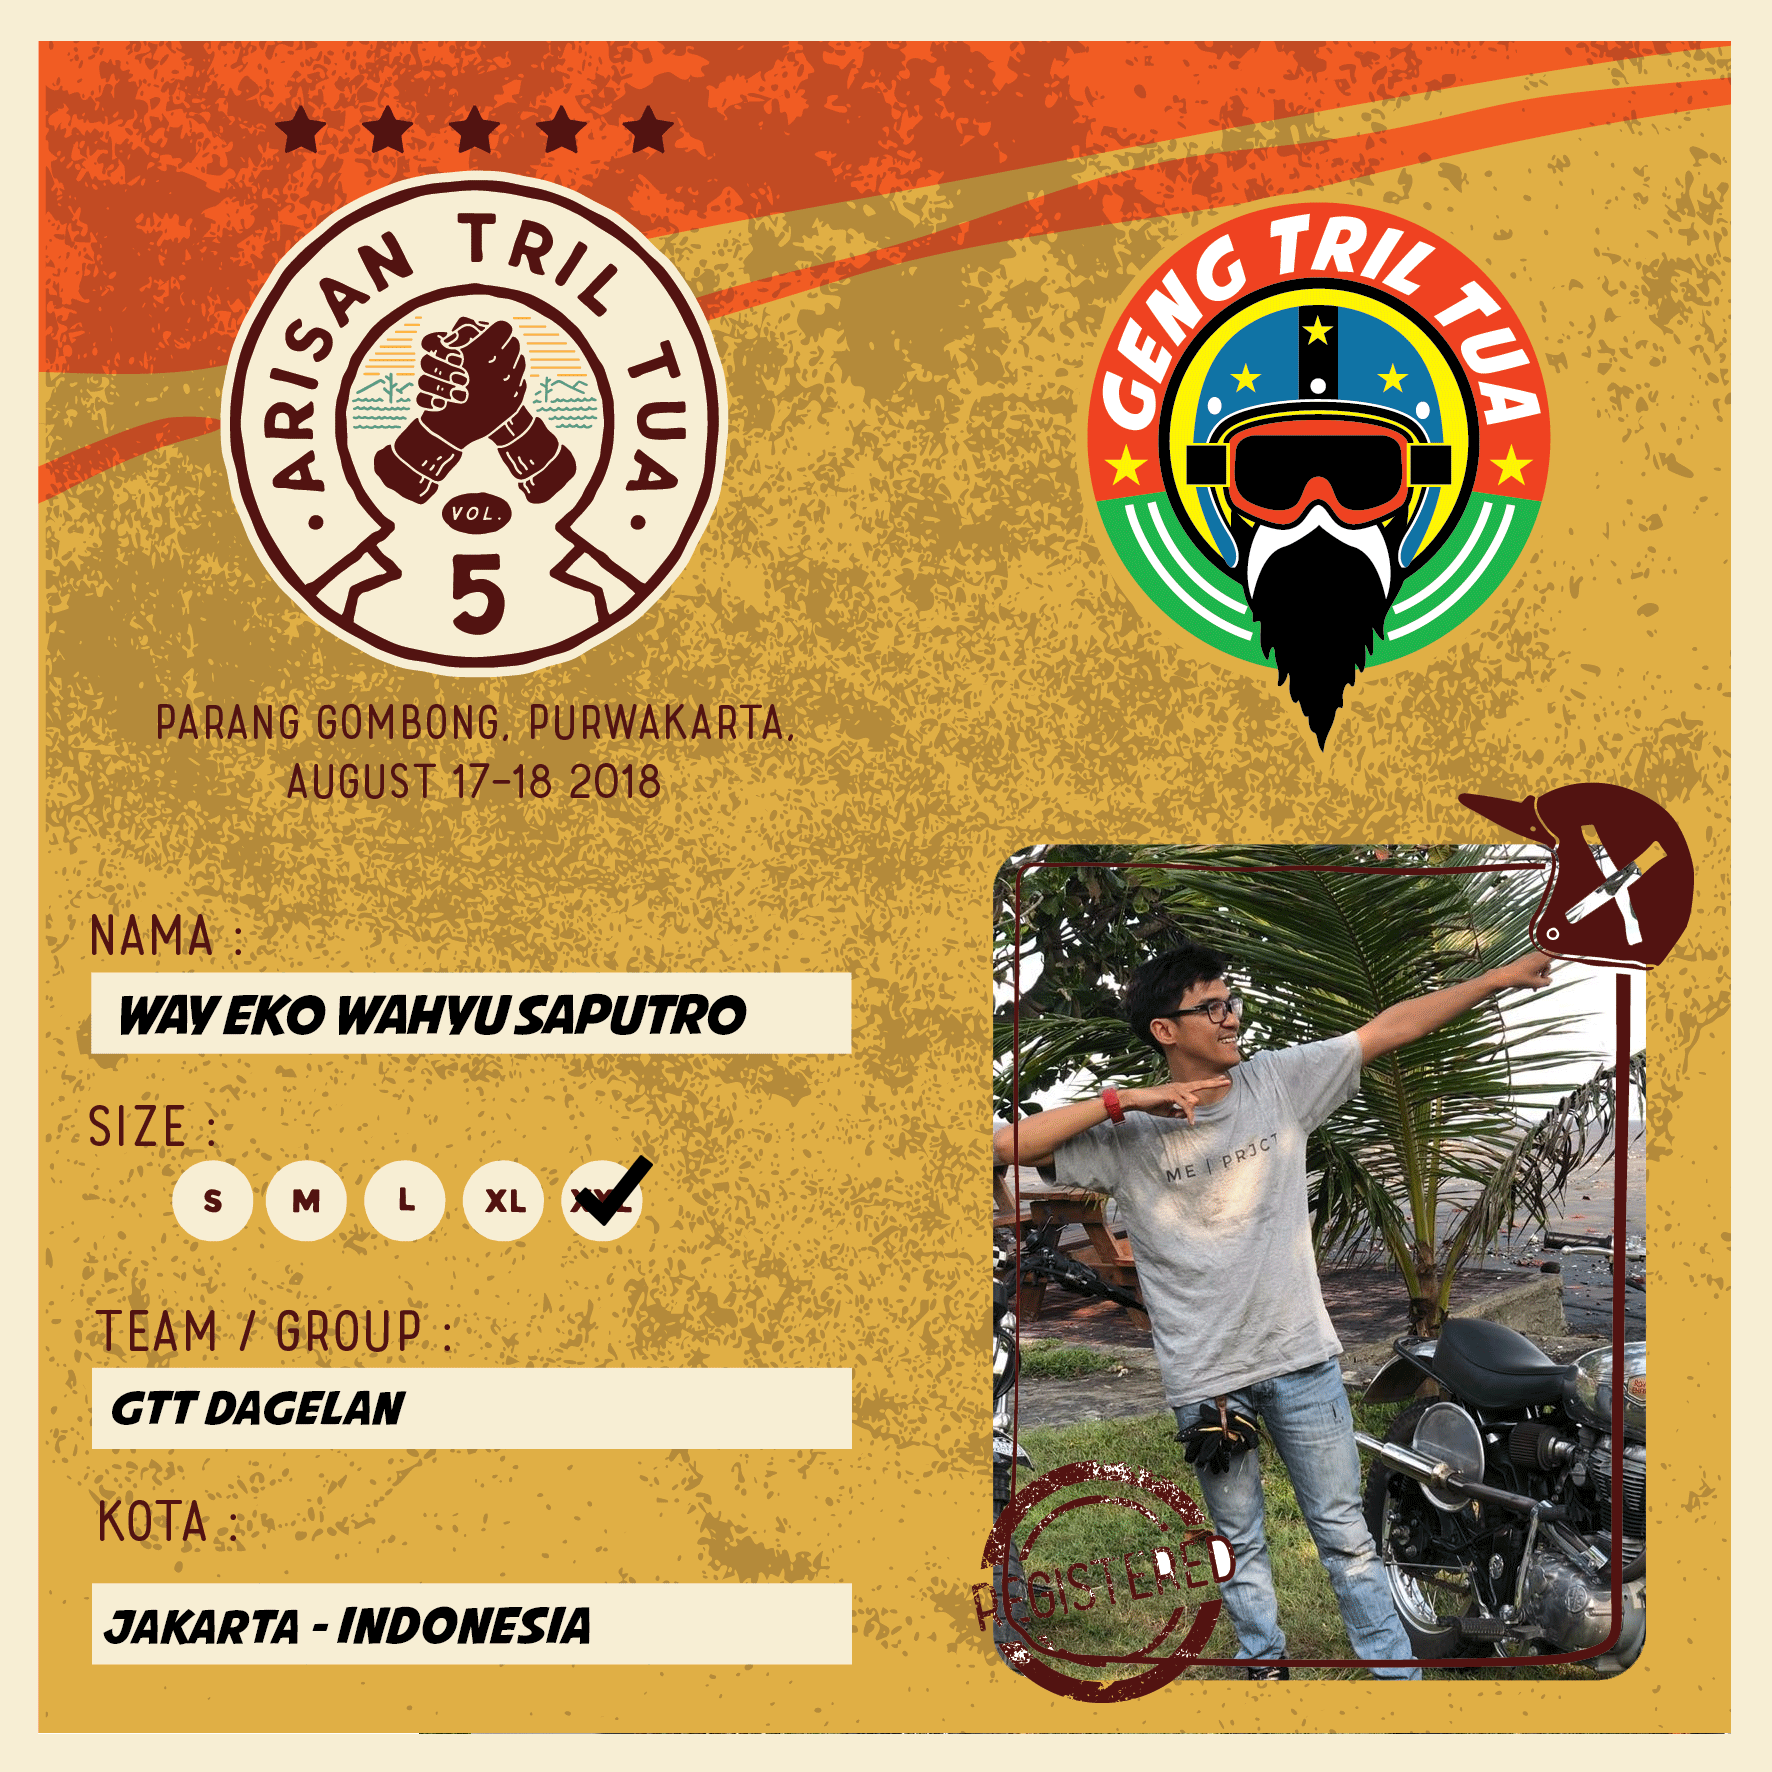 ARISAN TRIL TUA
VOL.
5
GENG TRIL TUA
PARANG GOMBONG, PURWAKARTA,
AUGUST 17-18 2018
NAMA :
WAY EKO WAHYU SAPUTRO
SIZE :
S M L XL XXL
TEAM / GROUP :
GTT DAGELAN
KOTA :
JAKARTA - INDONESIA
ME | PRJCT
REGISTERED